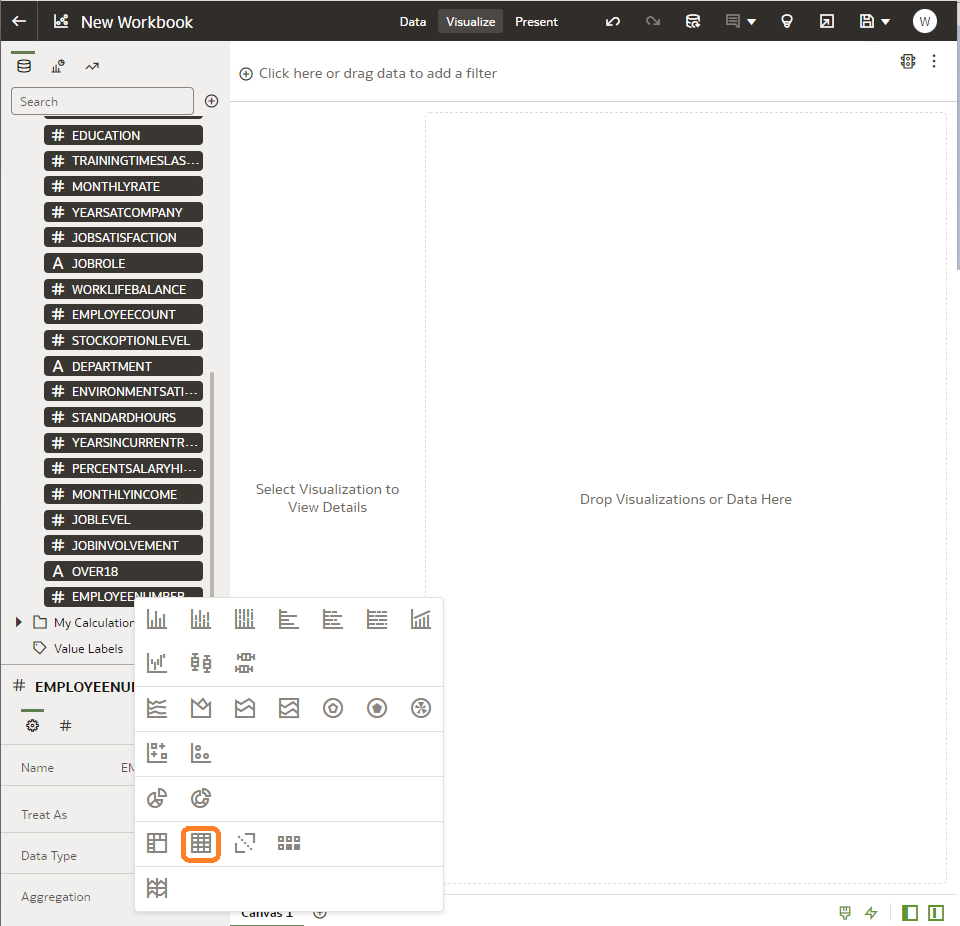 New Workbook
Data
Visualize
Present
W
Click here or drag data to add a filter
Search
# EDUCATION
# TRAININGTIMESLAS...
# MONTHLYRATE
# YEARSATCOMPANY
# JOBSATISFACTION
A JOBROLE
# WORKLIFEBALANCE
# EMPLOYEECOUNT
# STOCKOPTIONLEVEL
A DEPARTMENT
# ENVIRONMENTSATI...
# STANDARDHOURS
# YEARSINCURRENTR...
# PERCENTSALARYHI...
# MONTHLYINCOME
# JOBLEVEL
# JOBINVOLVEMENT
A OVER18
# EMPLOYEENUMBER
My Calculation
Value Labels
# EMPLOYEENU
#
Name EM
Treat As
Data Type
Aggregation
Select Visualization to
View Details
Drop Visualizations or Data Here
Canvas 1